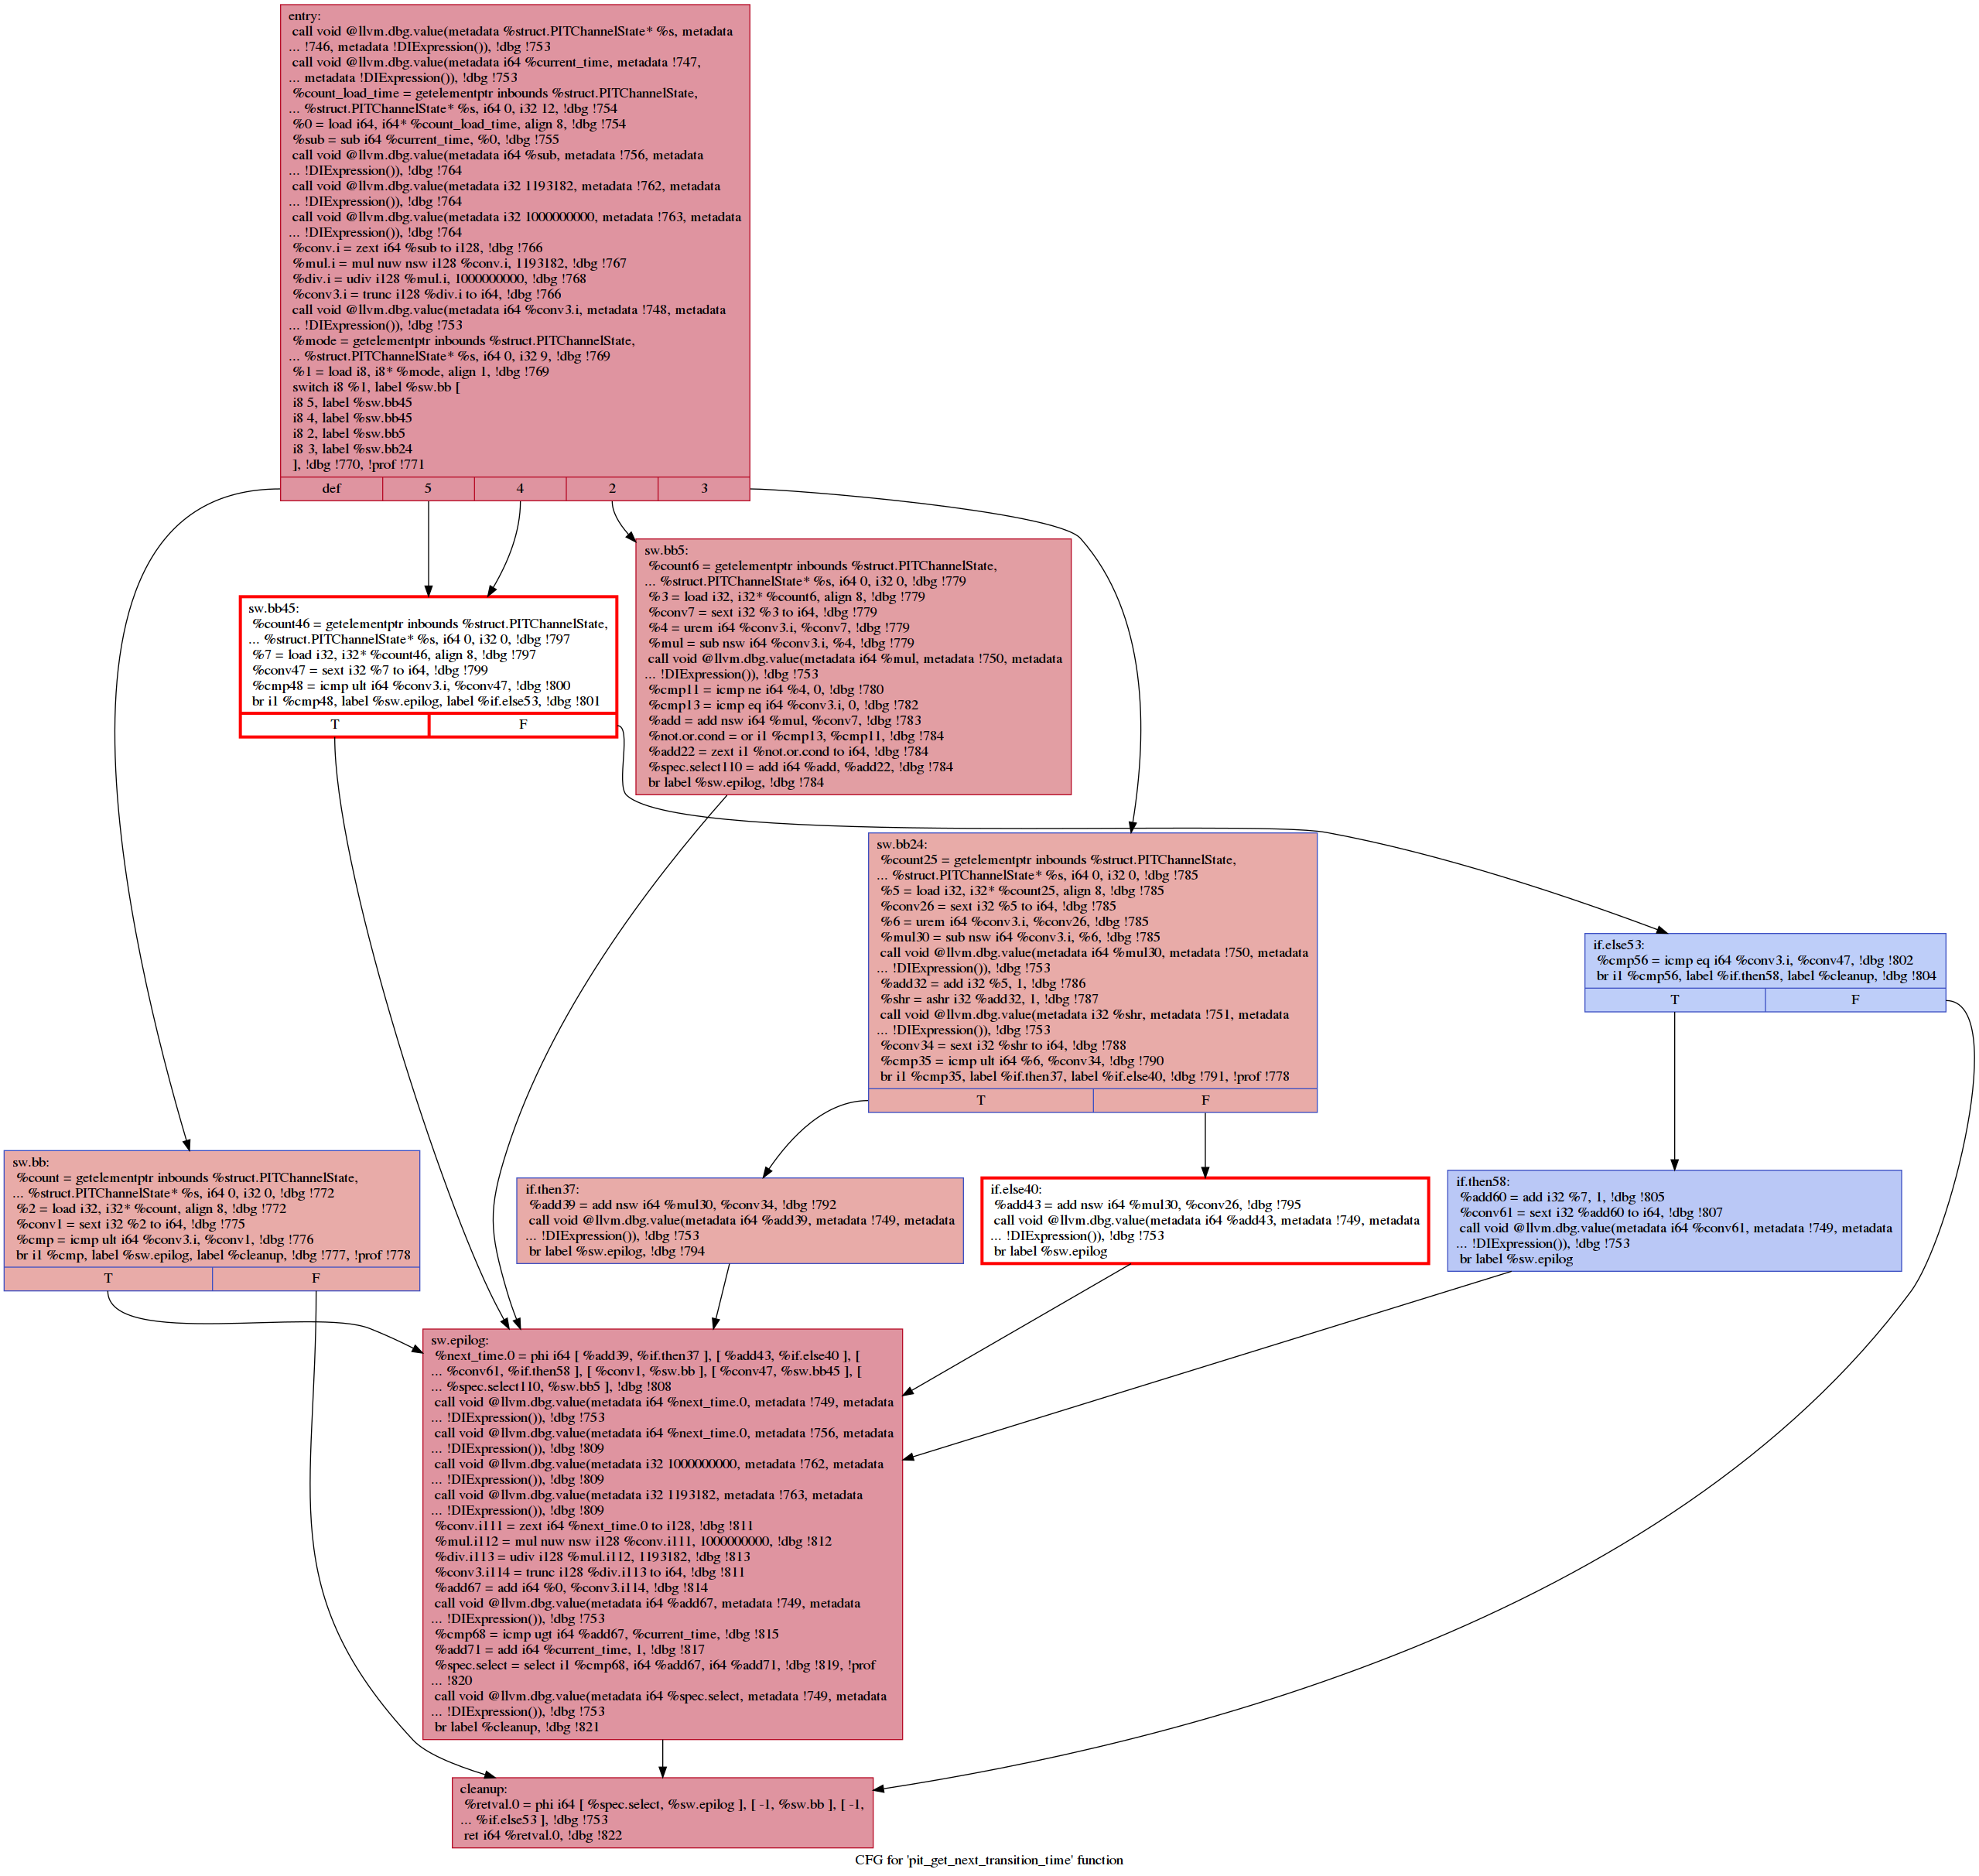 entry:
call void @llvm.dbg.value(metadata %struct.PITChannelState* %s, metadata
... !746, metadata !DIExpression()), !dbg !753
call void @llvm.dbg.value(metadata i64 %current_time, metadata !747,
... metadata !DIExpression()), !dbg !753
%count_load_time = getelementptr inbounds %struct.PITChannelState,
... %struct.PITChannelState* %s, i64 0, i32 12, !dbg !754
%0 = load i64, i64* %count_load_time, align 8, !dbg !754
%sub = sub i64 %current_time, %0, !dbg !755
call void @llvm.dbg.value(metadata i64 %sub, metadata !756, metadata
... !DIExpression()), !dbg !764
call void @llvm.dbg.value(metadata i32 1193182, metadata !762, metadata
... !DIExpression()), !dbg !764
call void @llvm.dbg.value(metadata i32 1000000000, metadata !763, metadata
... !DIExpression()), !dbg !764
%conv.i = zext i64 %sub to i128, !dbg !766
%mul.i = mul nuw nsw i128 %conv.i, 1193182, !dbg !767
%div.i = udiv i128 %mul.i, 1000000000, !dbg !768
%conv3.i = trunc i128 %div.i to i64, !dbg !766
call void @llvm.dbg.value(metadata i64 %conv3.i, metadata !748, metadata
... !DIExpression()), !dbg !753
%mode = getelementptr inbounds %struct.PITChannelState,
... %struct.PITChannelState* %s, i64 0, i32 9, !dbg !769
%1 = load i8, i8* %mode, align 1, !dbg !769
switch i8 %1, label %sw.bb [
i8 5, label %sw.bb45
i8 4, label %sw.bb45
i8 2, label %sw.bb5
i8 3, label %sw.bb24
], !dbg !770, !prof !771
def 5 4 2 3
sw.bb5:
%count6 = getelementptr inbounds %struct.PITChannelState,
... %struct.PITChannelState* %s, i64 0, i32 0, !dbg !779
%3 = load i32, i32* %count6, align 8, !dbg !779
%conv7 = sext i32 %3 to i64, !dbg !779
%4 = urem i64 %conv3.i, %conv7, !dbg !779
%mul = sub nsw i64 %conv3.i, %4, !dbg !779
call void @llvm.dbg.value(metadata i64 %mul, metadata !750, metadata
... !DIExpression()), !dbg !753
%cmp11 = icmp ne i64 %4, 0, !dbg !780
%cmp13 = icmp eq i64 %conv3.i, 0, !dbg !782
%add = add nsw i64 %mul, %conv7, !dbg !783
%not.or.cond = or i1 %cmp13, %cmp11, !dbg !784
%add22 = zext i1 %not.or.cond to i64, !dbg !784
%spec.select110 = add i64 %add, %add22, !dbg !784
br label %sw.epilog, !dbg !784
sw.bb45:
%count46 = getelementptr inbounds %struct.PITChannelState,
... %struct.PITChannelState* %s, i64 0, i32 0, !dbg !797
%7 = load i32, i32* %count46, align 8, !dbg !797
%conv47 = sext i32 %7 to i64, !dbg !799
%cmp48 = icmp ult i64 %conv3.i, %conv47, !dbg !800
br i1 %cmp48, label %sw.epilog, label %if.else53, !dbg !801
T F
sw.bb24:
%count25 = getelementptr inbounds %struct.PITChannelState,
... %struct.PITChannelState* %s, i64 0, i32 0, !dbg !785
%5 = load i32, i32* %count25, align 8, !dbg !785
%conv26 = sext i32 %5 to i64, !dbg !785
%6 = urem i64 %conv3.i, %conv26, !dbg !785
%mul30 = sub nsw i64 %conv3.i, %6, !dbg !785
call void @llvm.dbg.value(metadata i64 %mul30, metadata !750, metadata
... !DIExpression()), !dbg !753
%add32 = add i32 %5, 1, !dbg !786
%shr = ashr i32 %add32, 1, !dbg !787
call void @llvm.dbg.value(metadata i32 %shr, metadata !751, metadata
... !DIExpression()), !dbg !753
%conv34 = sext i32 %shr to i64, !dbg !788
%cmp35 = icmp ult i64 %6, %conv34, !dbg !790
br i1 %cmp35, label %if.then37, label %if.else40, !dbg !791, !prof !778
T F
if.else53:
%cmp56 = icmp eq i64 %conv3.i, %conv47, !dbg !802
br i1 %cmp56, label %if.then58, label %cleanup, !dbg !804
T F
sw.bb:
%count = getelementptr inbounds %struct.PITChannelState,
... %struct.PITChannelState* %s, i64 0, i32 0, !dbg !772
%2 = load i32, i32* %count, align 8, !dbg !772
%conv1 = sext i32 %2 to i64, !dbg !775
%cmp = icmp ult i64 %conv3.i, %conv1, !dbg !776
br i1 %cmp, label %sw.epilog, label %cleanup, !dbg !777, !prof !778
T F
if.then37:
%add39 = add nsw i64 %mul30, %conv34, !dbg !792
call void @llvm.dbg.value(metadata i64 %add39, metadata !749, metadata
... !DIExpression()), !dbg !753
br label %sw.epilog, !dbg !794
if.else40:
%add43 = add nsw i64 %mul30, %conv26, !dbg !795
call void @llvm.dbg.value(metadata i64 %add43, metadata !749, metadata
... !DIExpression()), !dbg !753
br label %sw.epilog
if.then58:
%add60 = add i32 %7, 1, !dbg !805
%conv61 = sext i32 %add60 to i64, !dbg !807
call void @llvm.dbg.value(metadata i64 %conv61, metadata !749, metadata
... !DIExpression()), !dbg !753
br label %sw.epilog
sw.epilog:
%next_time.0 = phi i64 [ %add39, %if.then37 ], [ %add43, %if.else40 ], [
... %conv61, %if.then58 ], [ %conv1, %sw.bb ], [ %conv47, %sw.bb45 ], [
... %spec.select110, %sw.bb5 ], !dbg !808
call void @llvm.dbg.value(metadata i64 %next_time.0, metadata !749, metadata
... !DIExpression()), !dbg !753
call void @llvm.dbg.value(metadata i64 %next_time.0, metadata !756, metadata
... !DIExpression()), !dbg !809
call void @llvm.dbg.value(metadata i32 1000000000, metadata !762, metadata
... !DIExpression()), !dbg !809
call void @llvm.dbg.value(metadata i32 1193182, metadata !763, metadata
... !DIExpression()), !dbg !809
%conv.i111 = zext i64 %next_time.0 to i128, !dbg !811
%mul.i112 = mul nuw nsw i128 %conv.i111, 1000000000, !dbg !812
%div.i113 = udiv i128 %mul.i112, 1193182, !dbg !813
%conv3.i114 = trunc i128 %div.i113 to i64, !dbg !811
%add67 = add i64 %0, %conv3.i114, !dbg !814
call void @llvm.dbg.value(metadata i64 %add67, metadata !749, metadata
... !DIExpression()), !dbg !753
%cmp68 = icmp ugt i64 %add67, %current_time, !dbg !815
%add71 = add i64 %current_time, 1, !dbg !817
%spec.select = select i1 %cmp68, i64 %add67, i64 %add71, !dbg !819, !prof
... !820
call void @llvm.dbg.value(metadata i64 %spec.select, metadata !749, metadata
... !DIExpression()), !dbg !753
br label %cleanup, !dbg !821
cleanup:
%retval.0 = phi i64 [ %spec.select, %sw.epilog ], [ -1, %sw.bb ], [ -1,
... %if.else53 ], !dbg !753
ret i64 %retval.0, !dbg !822
CFG for 'pit_get_next_transition_time' function